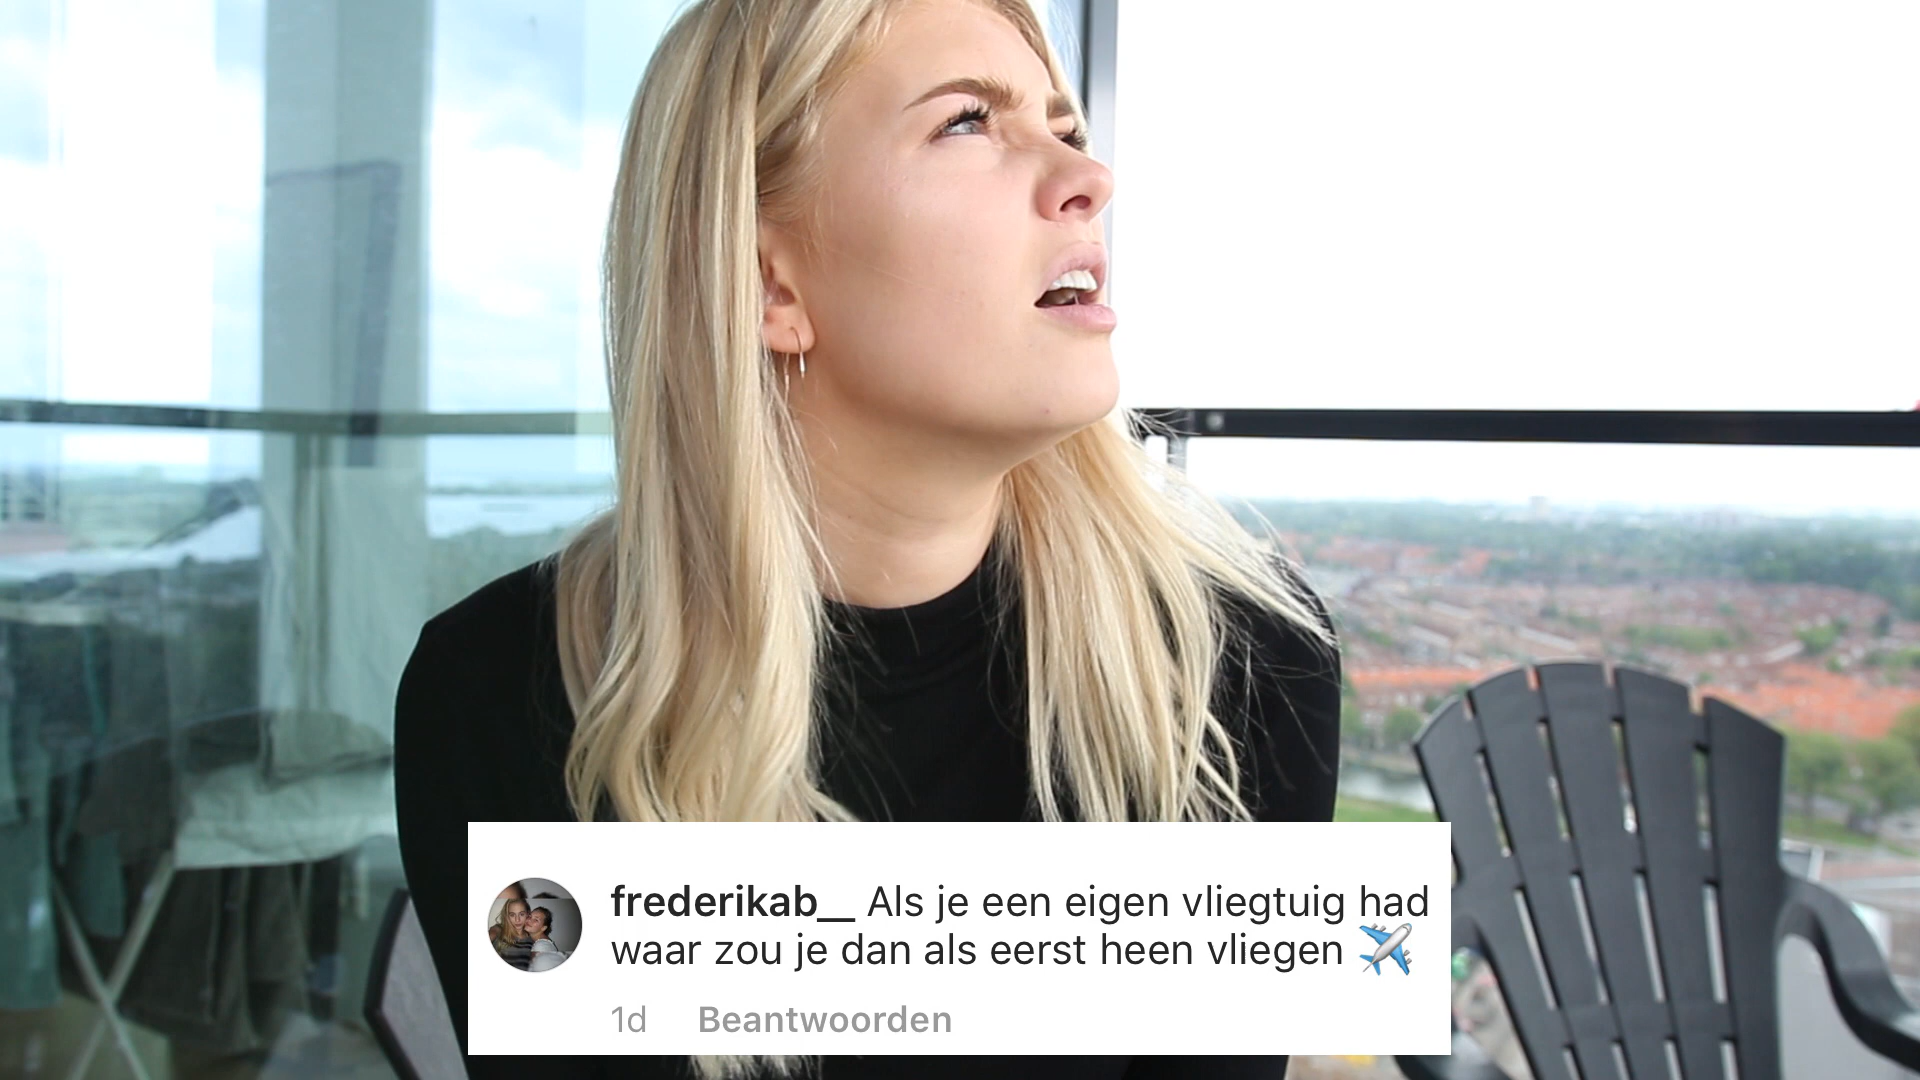 frederikab__ Als je een eigen vliegtuig had
waar zou je dan als eerst heen vliegen ✈️
1d Beantwoorden